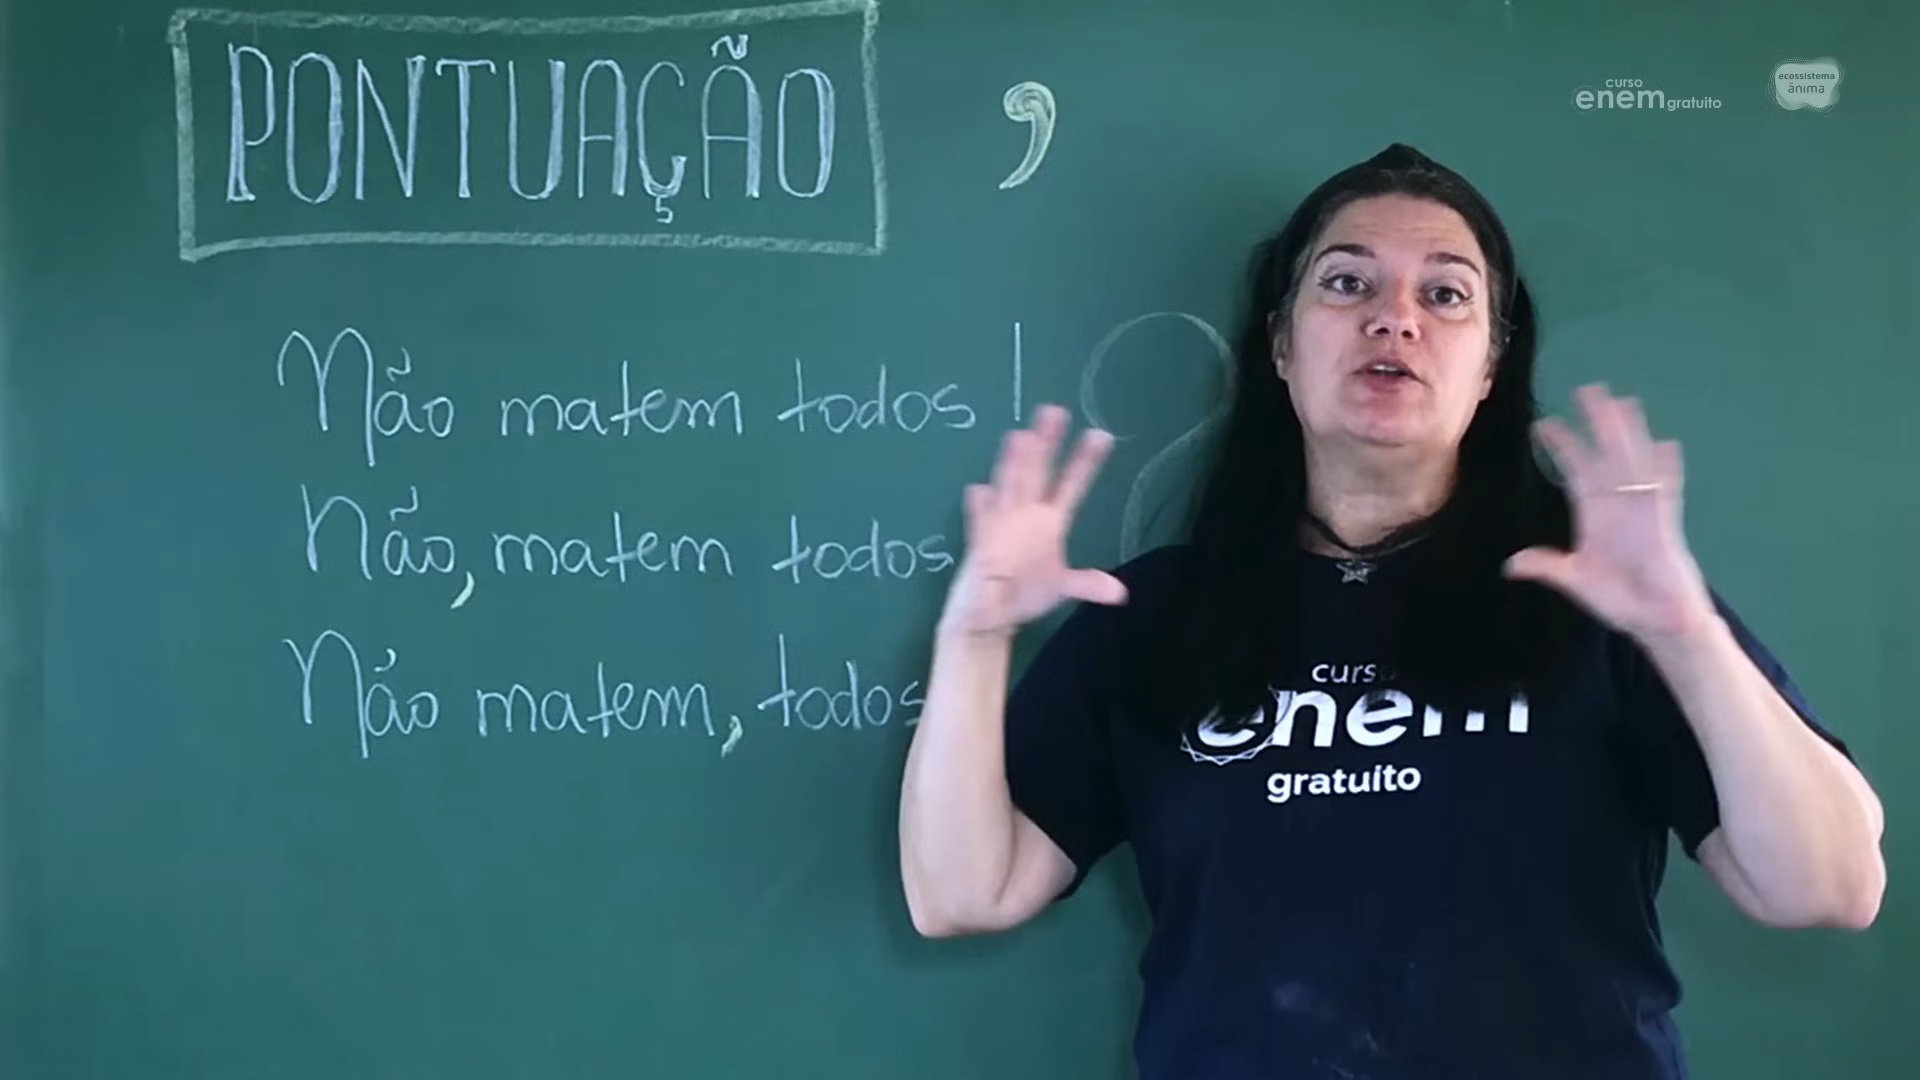 PONTUAÇÃO ,
curso
enem gratuito
ecossistema
ânima
Não matem todos!
Não, matem todos
Não matem, todos
curso
enem
gratuito